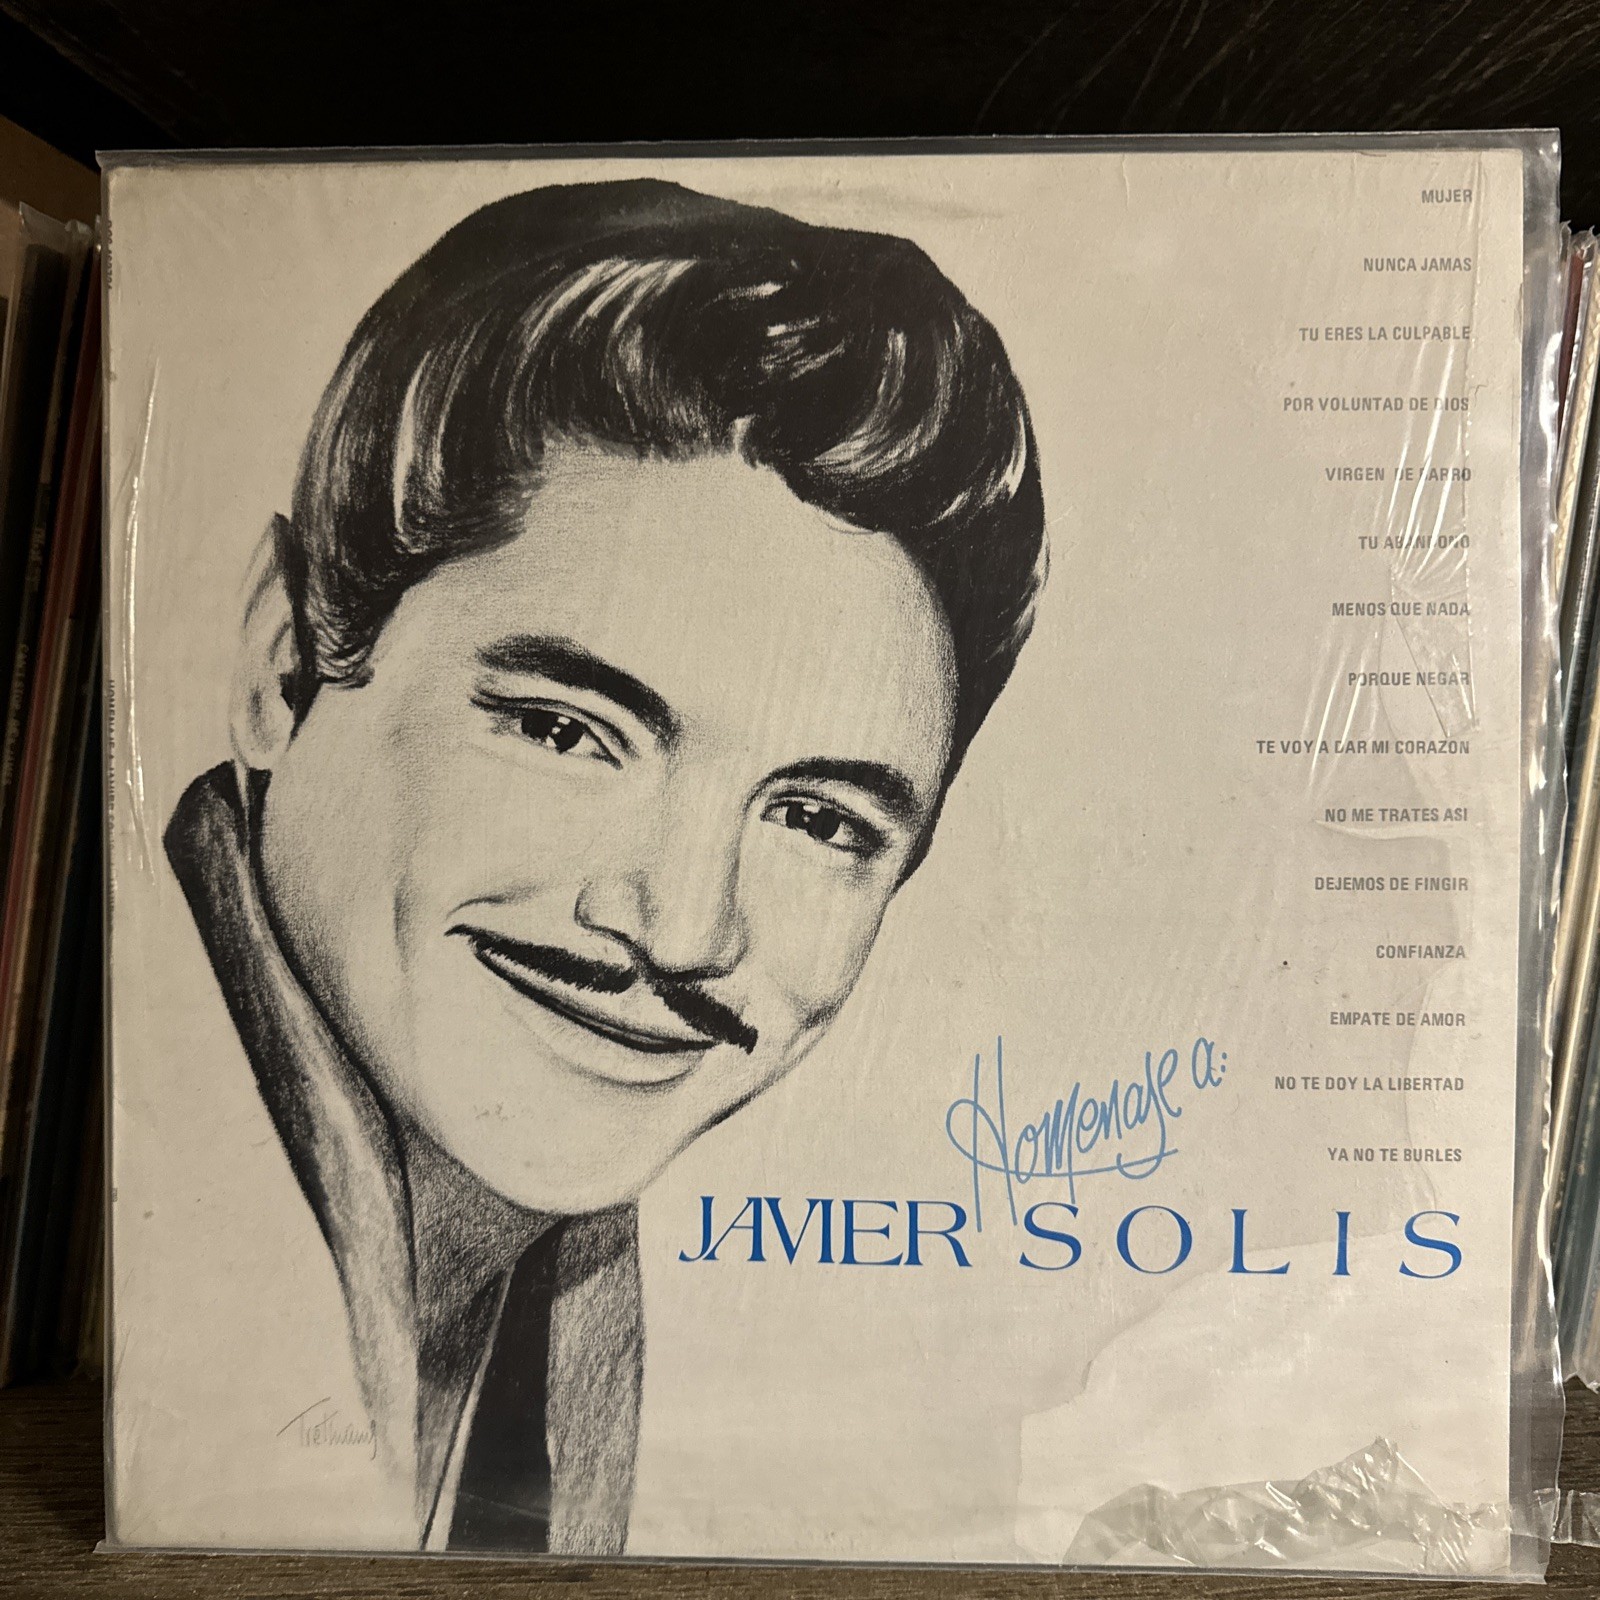 MUJER
NUNCA JAMAS
TU ERES LA CULPABLE
POR VOLUNTAD DE DIOS
VIRGEN DE BARRO
TU ABANDONO
MENOS QUE NADA
PORQUE NEGAR
TE VOY A DAR MI CORAZON
NO ME TRATES ASI
DEJEMOS DE FINGIR
CONFIANZA
EMPATE DE AMOR
NO TE DOY LA LIBERTAD
YA NO TE BURLES
Homenaje a:
JAVIER SOLIS